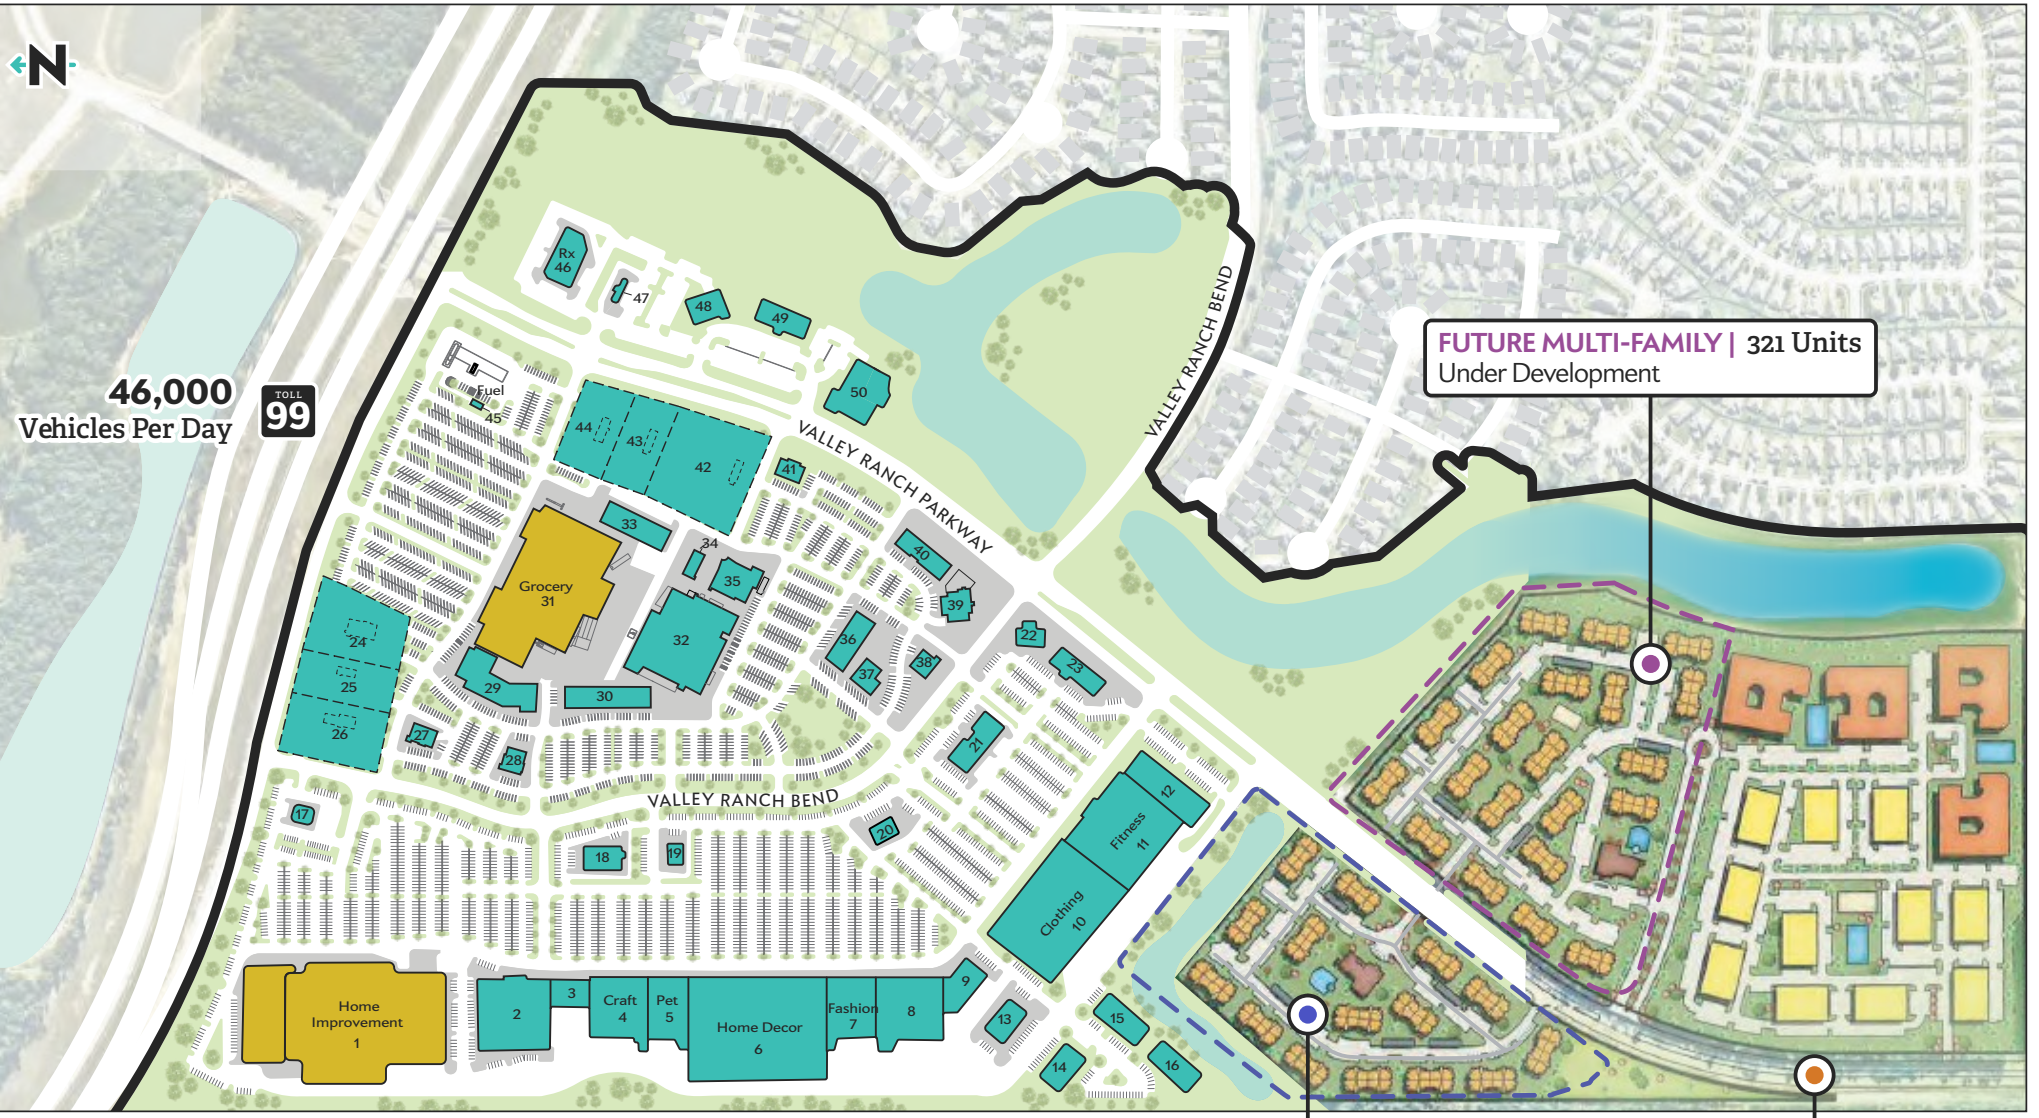 N
46,000
Vehicles Per Day
TOLL
99
FUTURE MULTI-FAMILY | 321 Units
Under Development
VALLEY RANCH BEND
VALLEY RANCH PARKWAY
VALLEY RANCH BEND
Rx
46
47
48
49
50
Fuel
45
44
43
42
41
33
34
35
40
39
Grocery
31
32
36
37
38
22
23
24
25
26
29
30
27
28
21
17
18
19
20
12
Fitness
11
Clothing
10
Home
Improvement
1
2
3
Craft
4
Pet
5
Home Decor
6
Fashion
7
8
9
13
14
15
16